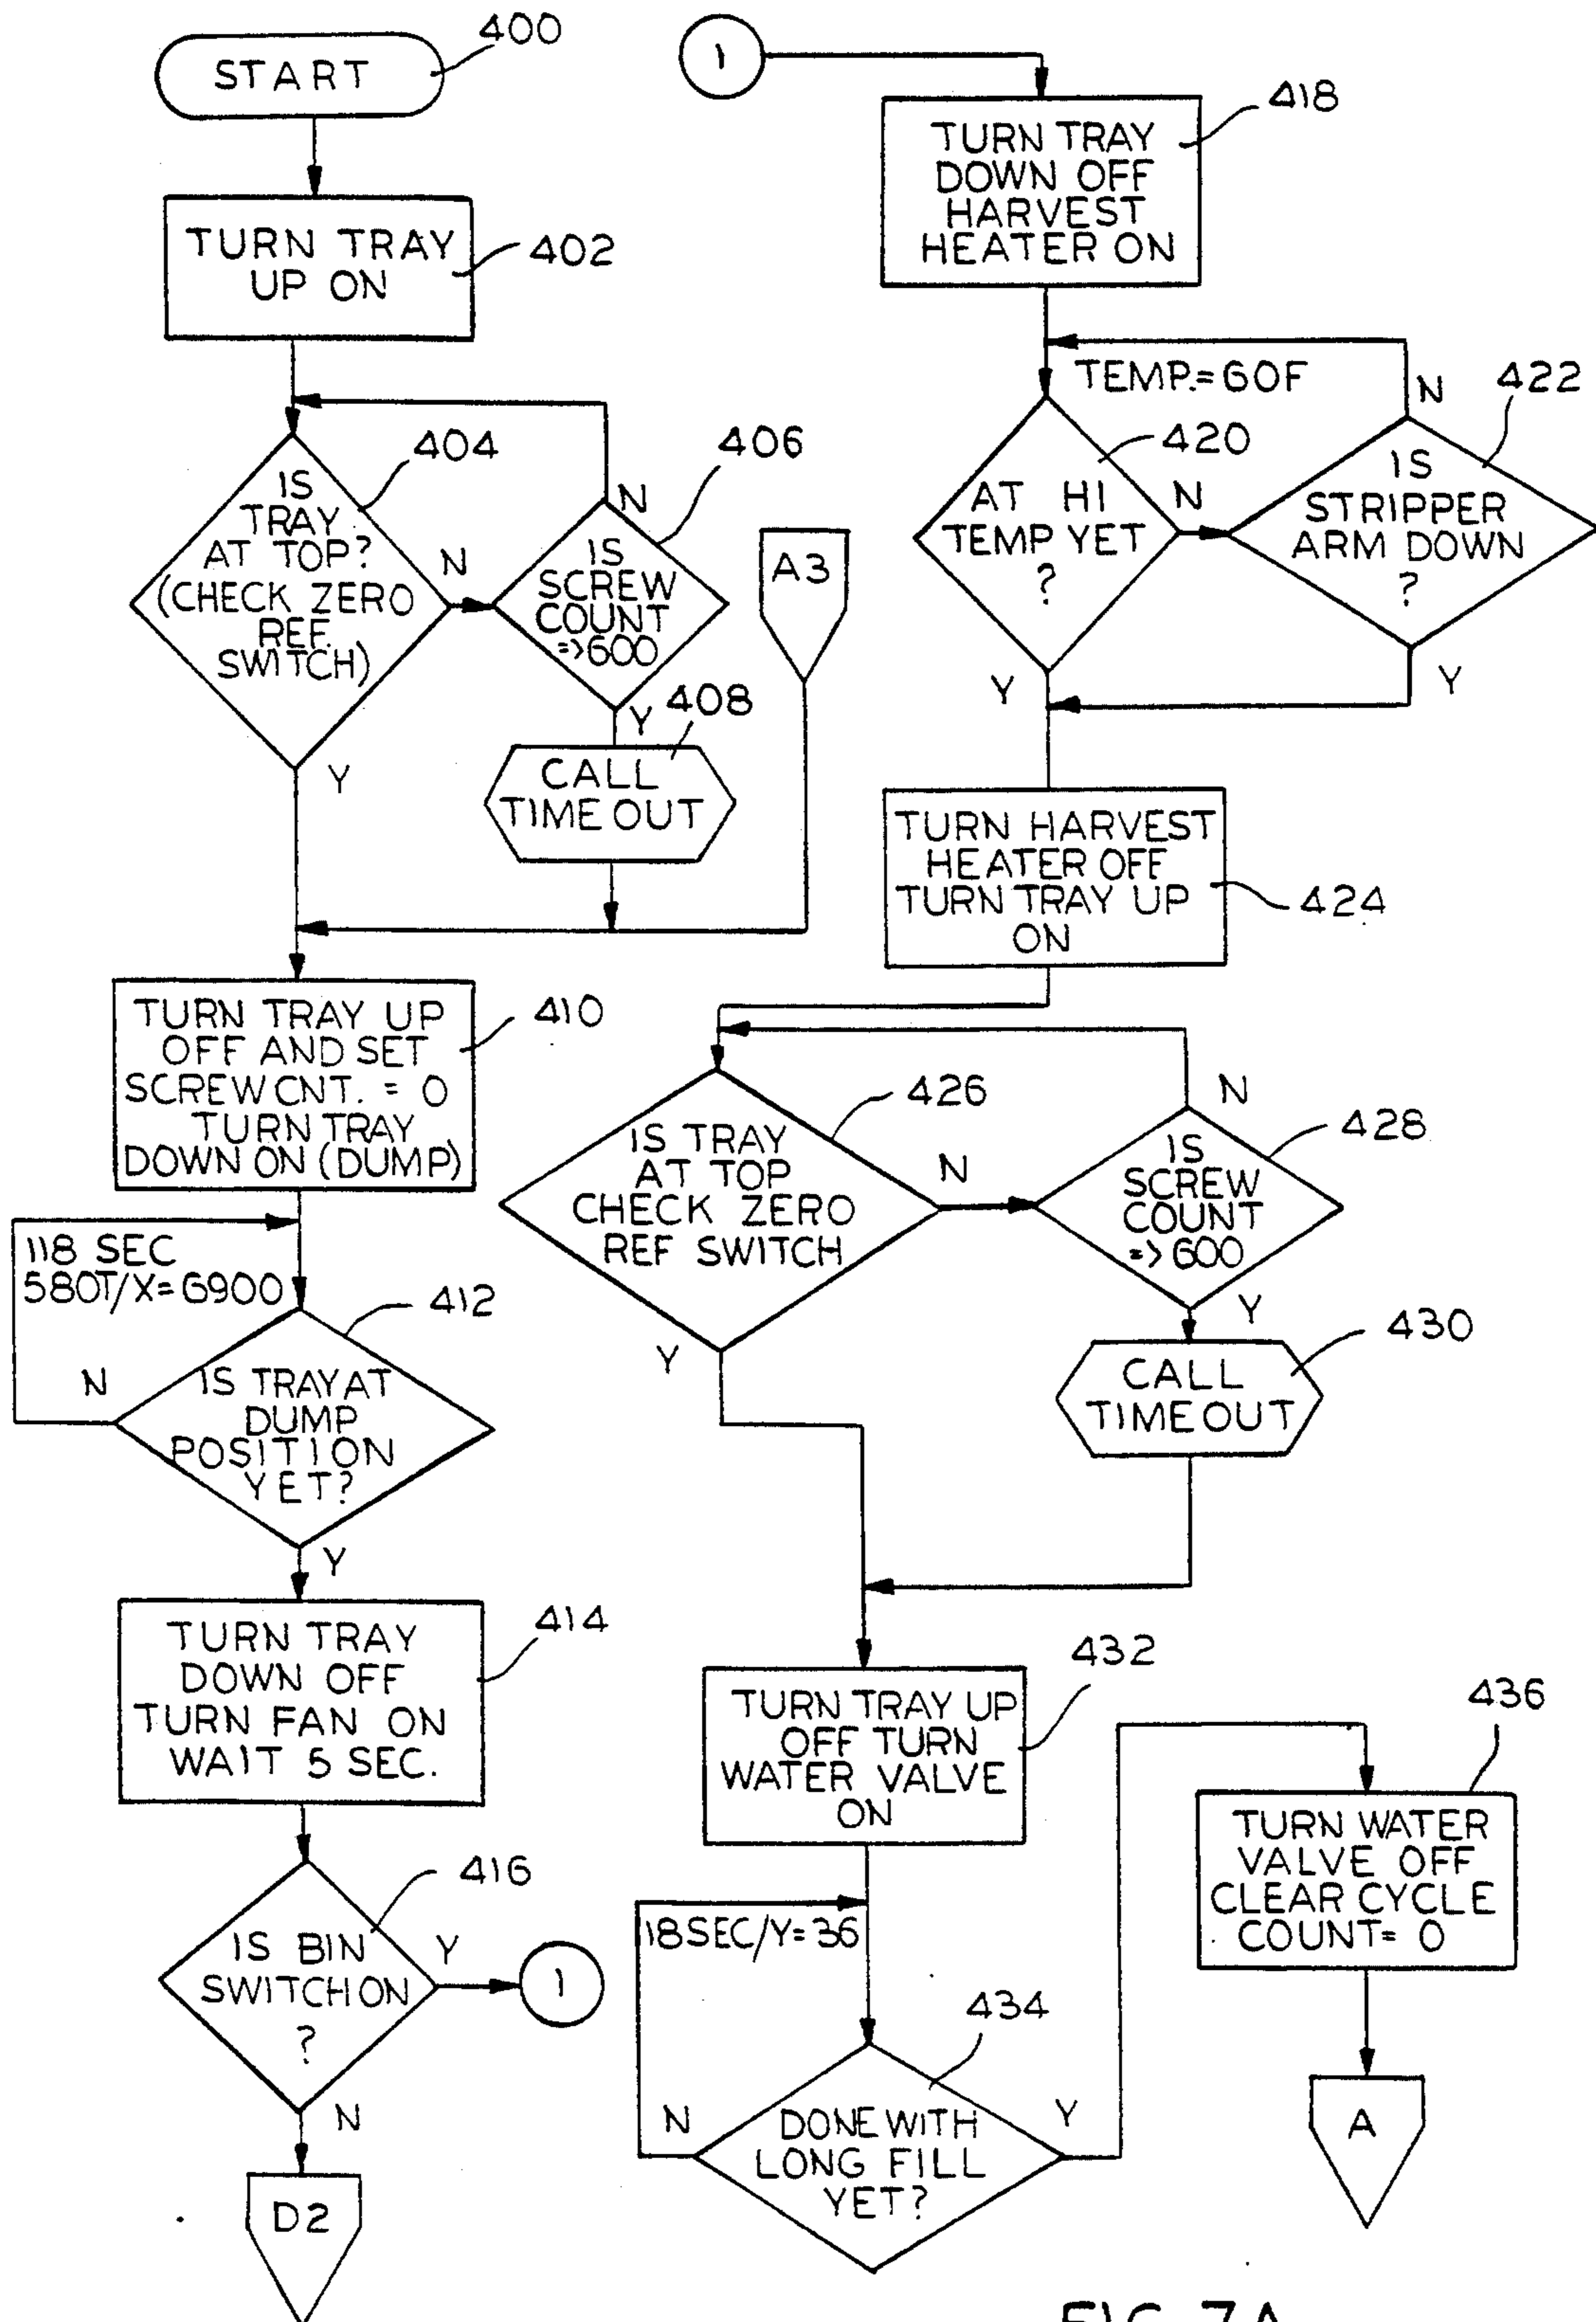 START
400
TURN TRAY
UP ON
402
IS
TRAY
AT TOP?
(CHECK ZERO
REF.
SWITCH)
404
N
Y
IS
SCREW
COUNT
=>600
406
N
Y
408
CALL
TIME OUT
A3
TURN TRAY UP
OFF AND SET
SCREW CNT. = 0
TURN TRAY
DOWN ON (DUMP)
410
118 SEC
580T/X=6900
412
N
IS TRAY AT
DUMP
POSITION
YET?
Y
TURN TRAY
DOWN OFF
TURN FAN ON
WAIT 5 SEC.
414
416
IS BIN
SWITCH ON
?
Y
1
N
D2
1
TURN TRAY
DOWN OFF
HARVEST
HEATER ON
418
TEMP.=60F
420
AT HI
TEMP YET
?
N
Y
422
N
IS
STRIPPER
ARM DOWN
?
Y
TURN HARVEST
HEATER OFF
TURN TRAY UP
ON
424
426
IS TRAY
AT TOP
CHECK ZERO
REF SWITCH
N
Y
N
428
IS
SCREW
COUNT
=>600
Y
430
CALL
TIME OUT
432
TURN TRAY UP
OFF TURN
WATER VALVE
ON
18SEC/Y=36
434
N
DONE WITH
LONG FILL
YET?
Y
436
TURN WATER
VALVE OFF
CLEAR CYCLE
COUNT= 0
A
FIG. 7A